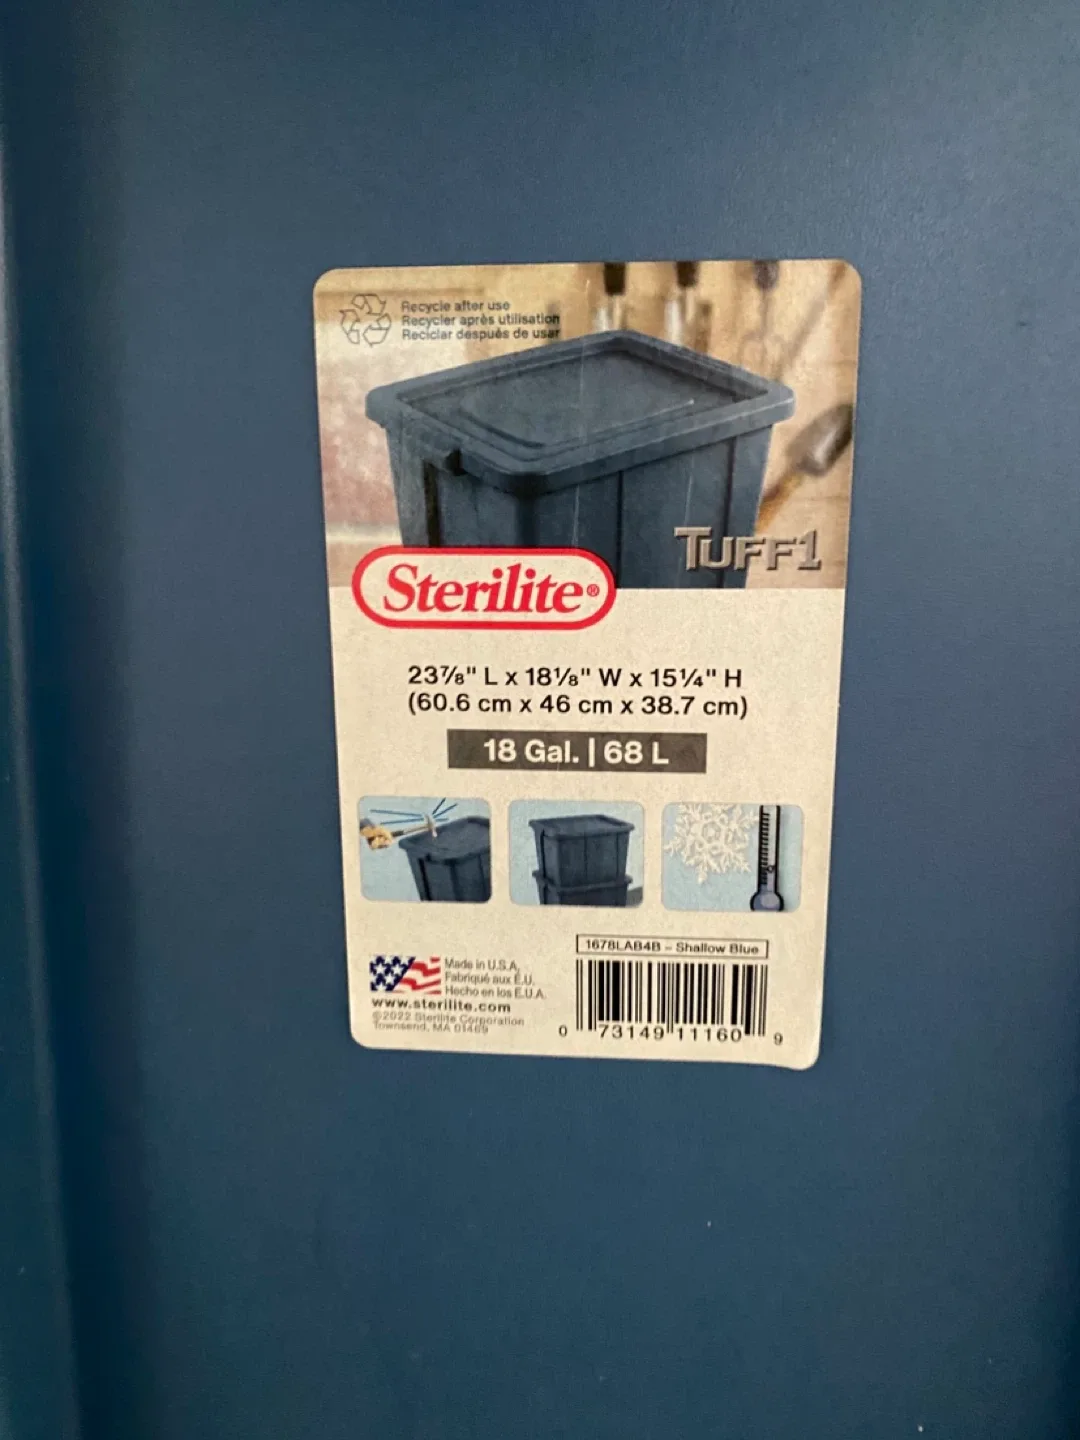 Recycle after use
Recycler après utilisation
Reciclar después de usar
TUFF1
Sterilite®
23⅞" L x 18⅛" W x 15¼" H
(60.6 cm x 46 cm x 38.7 cm)
18 Gal. | 68 L
1678LAB4B – Shallow Blue
Made in U.S.A.
Fabriqué aux É.U.
Hecho en los E.U.A.
www.sterilite.com
©2022 Sterilite Corporation
Townsend, MA 01469
0 73149 11160 9